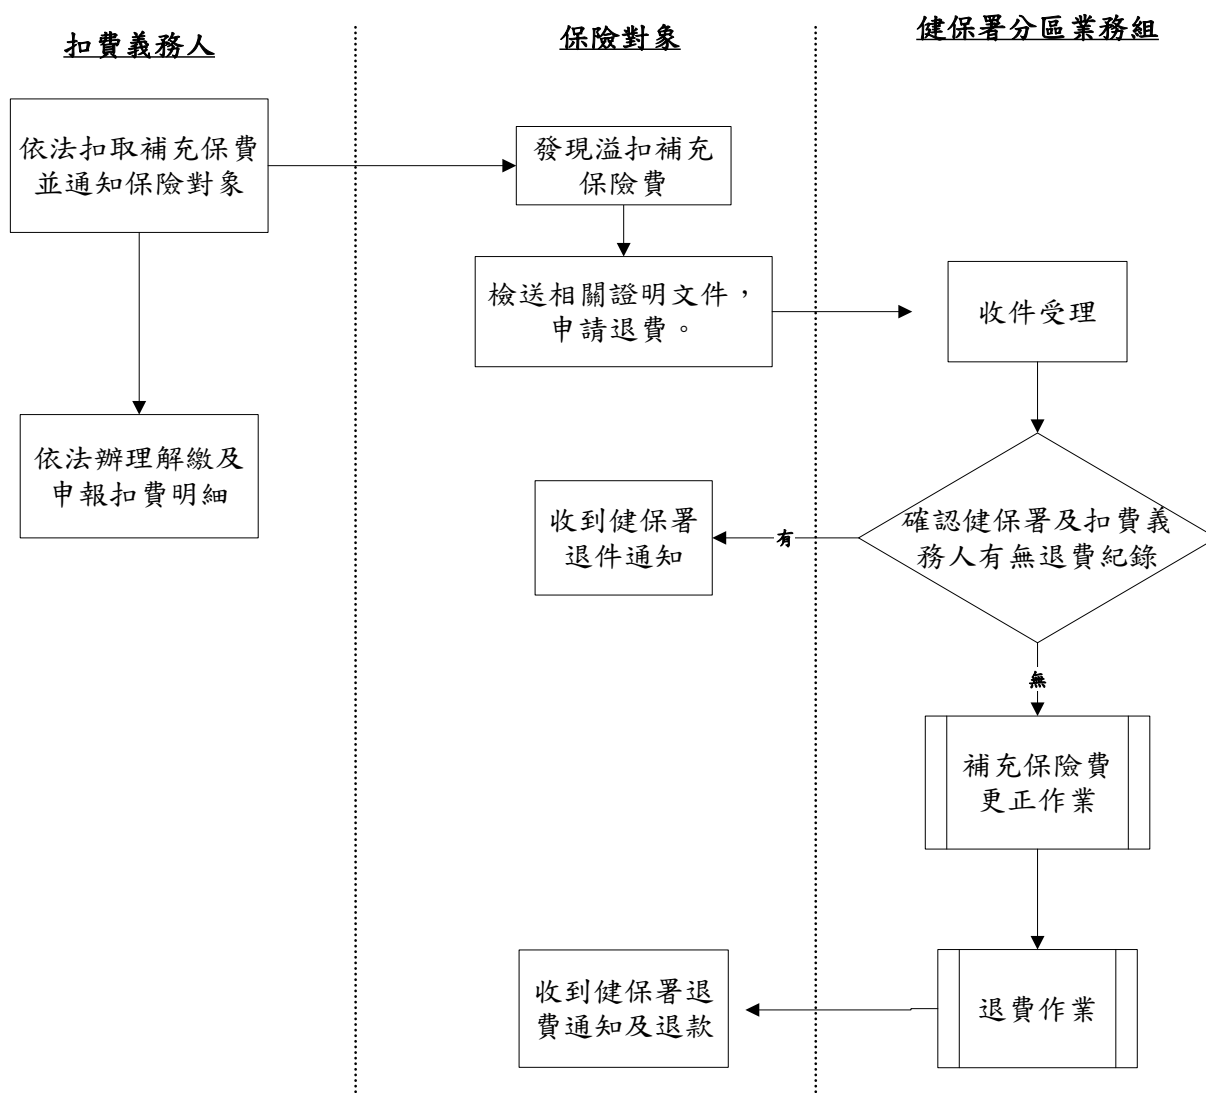 扣費義務人
保險對象
健保署分區業務組
依法扣取補充保費
並通知保險對象
發現溢扣補充
保險費
檢送相關證明文件，
申請退費。
收件受理
依法辦理解繳及
申報扣費明細
收到健保署
退件通知
有
確認健保署及扣費義
務人有無退費紀錄
無
補充保險費
更正作業
收到健保署退
費通知及退款
退費作業